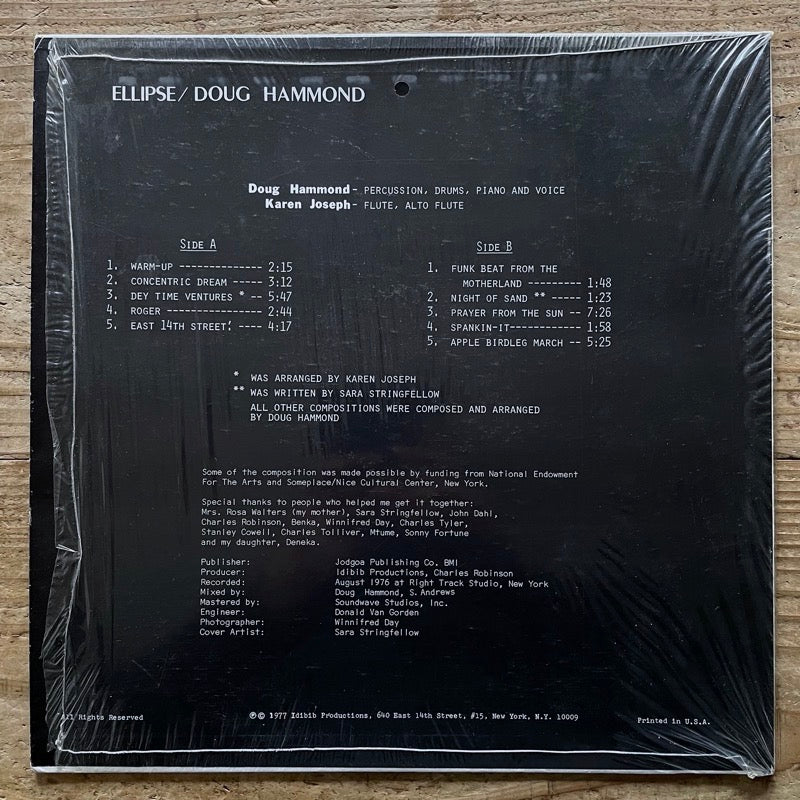 ELLIPSE/ DOUG HAMMOND
Doug Hammond- PERCUSSION, DRUMS, PIANO AND VOICE
Karen Joseph- FLUTE, ALTO FLUTE
SIDE A
1. WARM-UP -------------- 2:15
2. CONCENTRIC DREAM ----- 3:12
3. DEY TIME VENTURES * -- 5:47
4. ROGER ---------------- 2:44
5. EAST 14TH STREET! ---- 4:17
SIDE B
1. FUNK BEAT FROM THE
MOTHERLAND ---------- 1:48
2. NIGHT OF SAND ** ----- 1:23
3. PRAYER FROM THE SUN -- 7:26
4. SPANKIN-IT------------ 1:58
5. APPLE BIRDLEG MARCH -- 5:25
* WAS ARRANGED BY KAREN JOSEPH
** WAS WRITTEN BY SARA STRINGFELLOW
ALL OTHER COMPOSITIONS WERE COMPOSED AND ARRANGED
BY DOUG HAMMOND
Some of the composition was made possible by funding from National Endowment
For The Arts and Someplace/Nice Cultural Center, New York.
Special thanks to people who helped me get it together:
Mrs. Rosa Walters (my mother), Sara Stringfellow, John Dahl,
Charles Robinson, Benka, Winnifred Day, Charles Tyler,
Stanley Cowell, Charles Tolliver, Mtume, Sonny Fortune
and my daughter, Deneka.
Publisher: Jodgoa Publishing Co. BMI
Producer: Idibib Productions, Charles Robinson
Recorded: August 1976 at Right Track Studio, New York
Mixed by: Doug Hammond, S. Andrews
Mastered by: Soundwave Studios, Inc.
Engineer: Donald Van Gorden
Photographer: Winnifred Day
Cover Artist: Sara Stringfellow
All Rights Reserved
℗© 1977 Idibib Productions, 640 East 14th Street, #15, New York, N.Y. 10009
Printed in U.S.A.